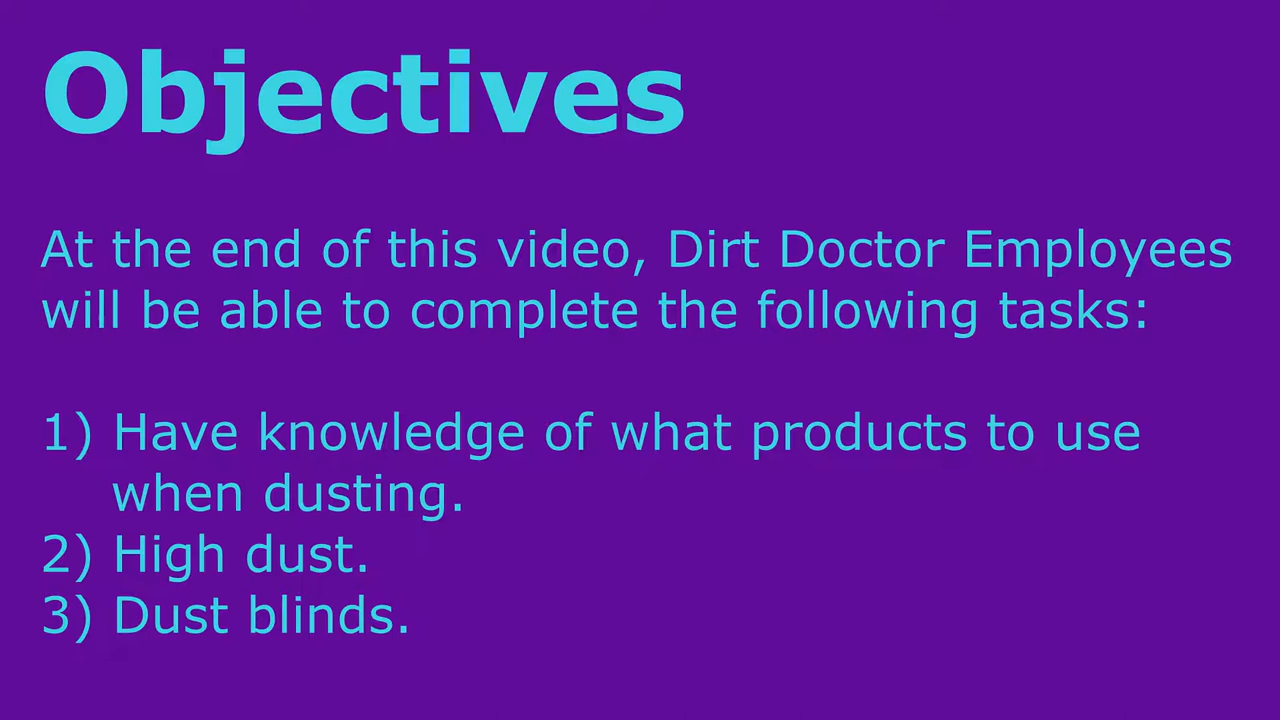 Objectives
At the end of this video, Dirt Doctor Employees
will be able to complete the following tasks:
1) Have knowledge of what products to use
when dusting.
2) High dust.
3) Dust blinds.